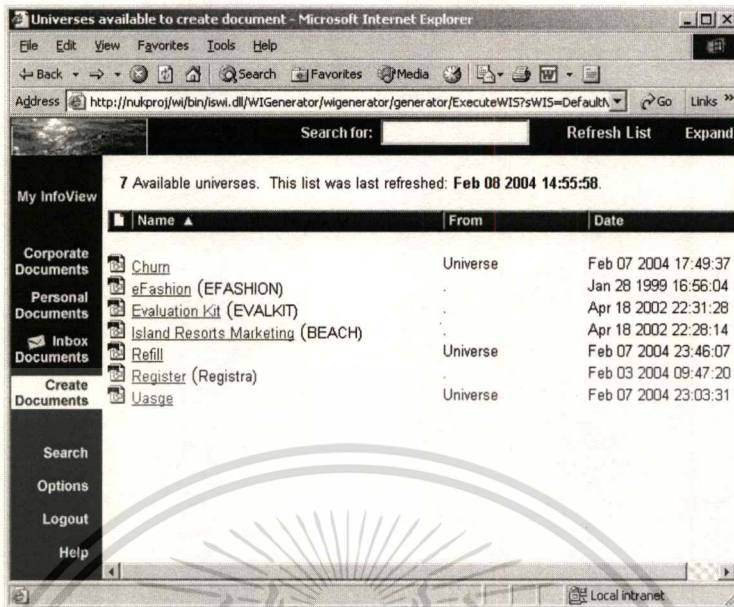 Universes available to create document - Microsoft Internet Explorer
File Edit View Favorites Tools Help
Back Search Favorites Media
Address http://nukproj/wi/bin/iswi.dll/WIGenerator/wigenerator/generator/ExecuteWIS?sWIS=DefaultN Go Links »
Search for: Refresh List Expand
My InfoView
7 Available universes. This list was last refreshed: Feb 08 2004 14:55:58.
Name ▲ From Date
Corporate Documents
Personal Documents
Inbox Documents
Create Documents
Churn Universe Feb 07 2004 17:49:37
eFashion (EFASHION) . Jan 28 1999 16:56:04
Evaluation Kit (EVALKIT) . Apr 18 2002 22:31:28
Island Resorts Marketing (BEACH) . Apr 18 2002 22:28:14
Refill Universe Feb 07 2004 23:46:07
Register (Registra) . Feb 03 2004 09:47:20
Uasge Universe Feb 07 2004 23:03:31
Search
Options
Logout
Help
Local intranet